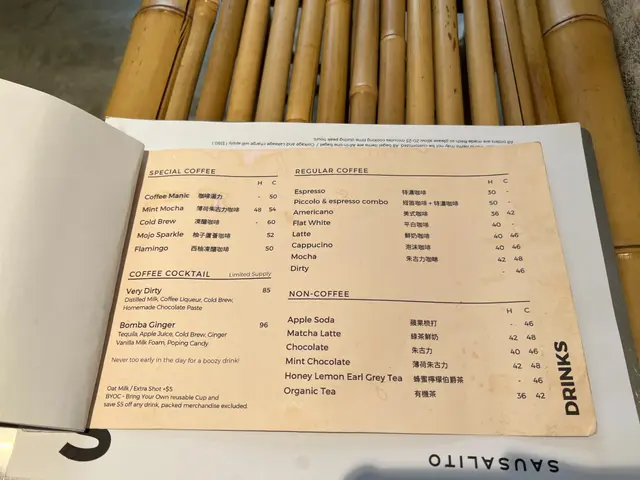 SPECIAL COFFEE
H C
Coffee Manic - 50
Mint Mocha 薄荷朱古力咖啡 48 54
Cold Brew 凍釀咖啡 - 60
Mojo Sparkle 柚子蘆薈咖啡 52
Flamingo 西柚凍釀咖啡 50
COFFEE COCKTAIL Limited Supply
Very Dirty 85
Distilled Milk, Coffee Liqueur, Cold Brew,
Homemade Chocolate Paste
Bomba Ginger 96
Tequila, Apple Juice, Cold Brew, Ginger
Vanilla Milk Foam, Poping Candy
Never too early in the day for a boozy drink!
Oat Milk / Extra Shot +$5
BYOC - Bring Your Own reusable Cup and
save $5 off any drink, packed merchandise excluded.
REGULAR COFFEE
H C
Espresso 特濃咖啡 30 -
Piccolo & espresso combo 短笛咖啡 + 特濃咖啡 50 -
Americano 美式咖啡 36 42
Flat White 平白咖啡 40 -
Latte 鮮奶咖啡 40 46
Cappucino 泡沫咖啡 40 46
Mocha 朱古力咖啡 42 48
Dirty - 46
NON-COFFEE
H C
Apple Soda 蘋果梳打 - 46
Matcha Latte 綠茶鮮奶 42 48
Chocolate 朱古力 40 46
Mint Chocolate 薄荷朱古力 42 48
Honey Lemon Earl Grey Tea 蜂蜜檸檬伯爵茶 - 46
Organic Tea 有機茶 36 42
DRINKS
SAUSALITO